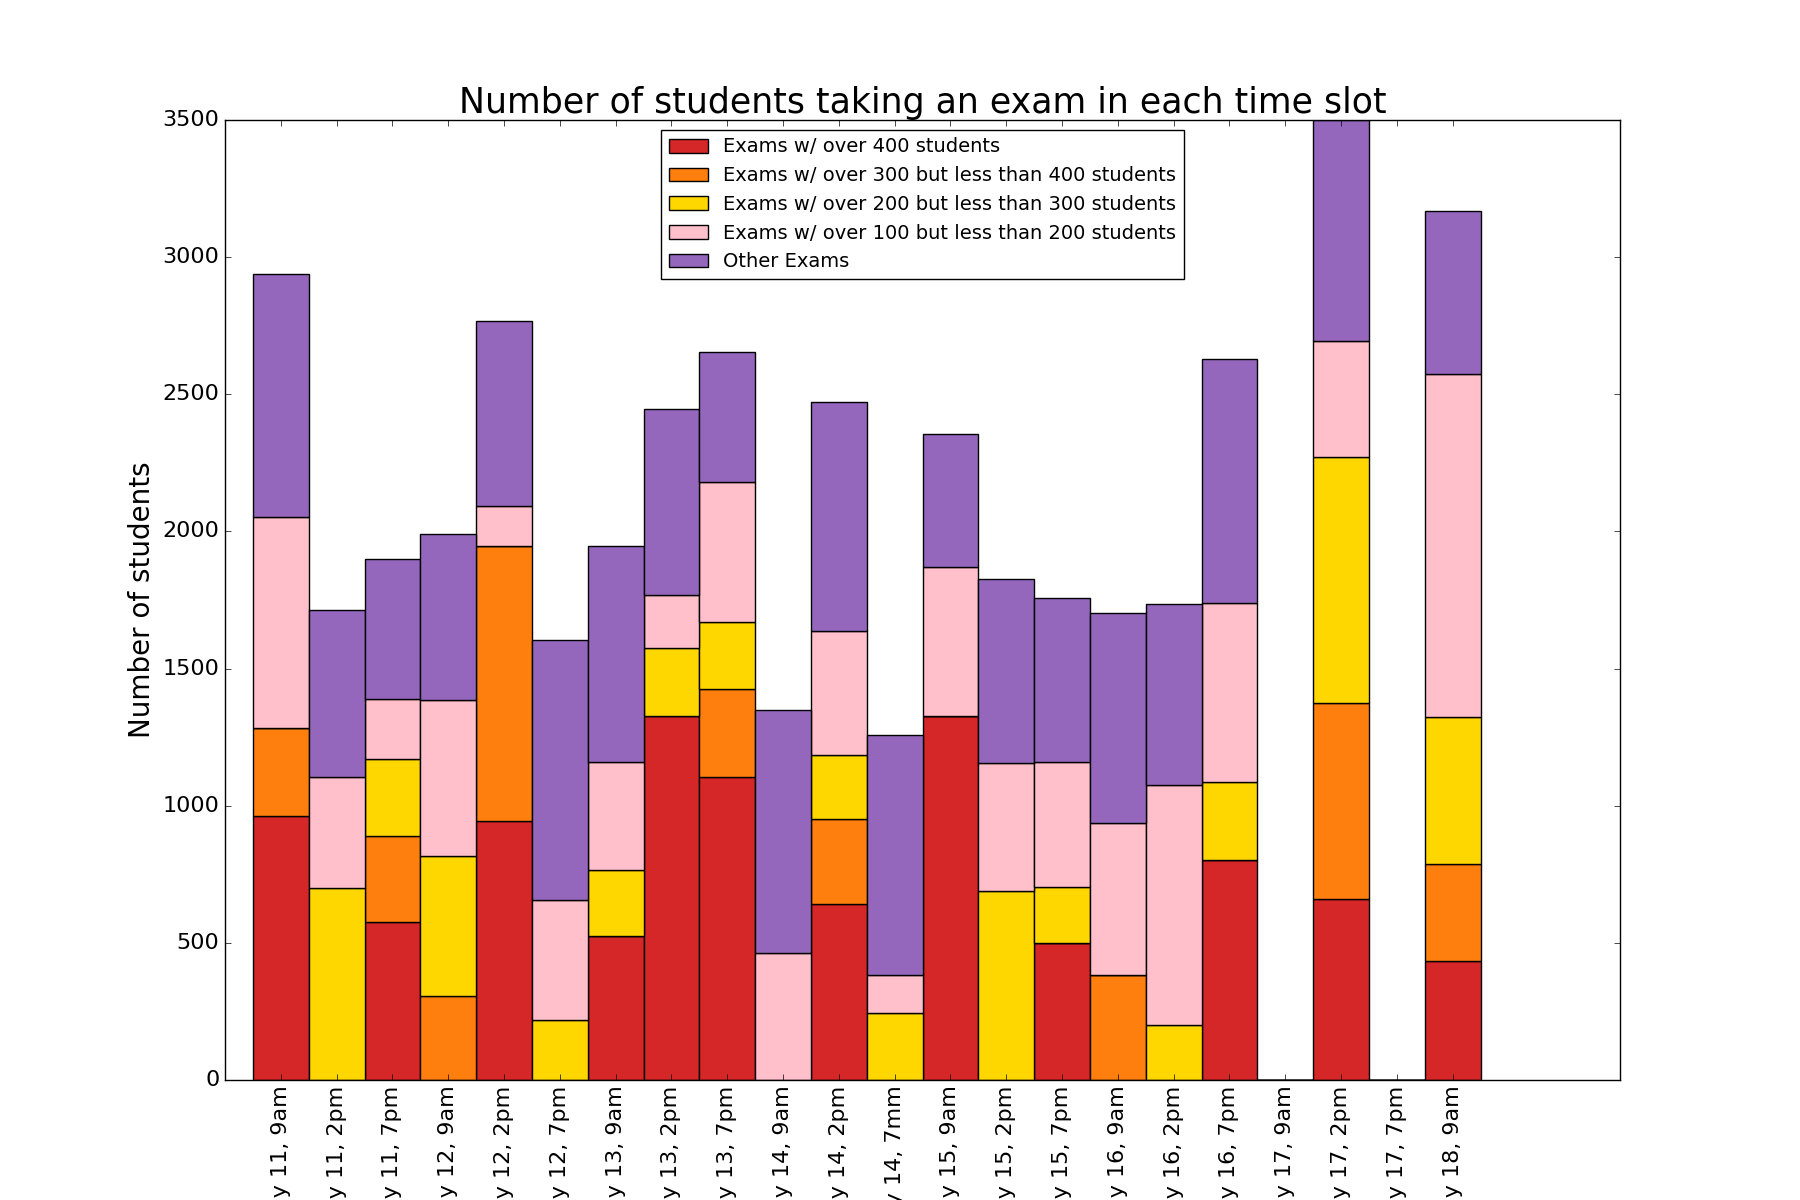 Number of students taking an exam in each time slot
Exams w/ over 400 students
Exams w/ over 300 but less than 400 students
Exams w/ over 200 but less than 300 students
Exams w/ over 100 but less than 200 students
Other Exams
Number of students
3500
3000
2500
2000
1500
1000
500
0
y 11, 9am
y 11, 2pm
y 11, 7pm
y 12, 9am
y 12, 2pm
y 12, 7pm
y 13, 9am
y 13, 2pm
y 13, 7pm
y 14, 9am
y 14, 2pm
y 14, 7mm
y 15, 9am
y 15, 2pm
y 15, 7pm
y 16, 9am
y 16, 2pm
y 16, 7pm
y 17, 9am
y 17, 2pm
y 17, 7pm
y 18, 9am